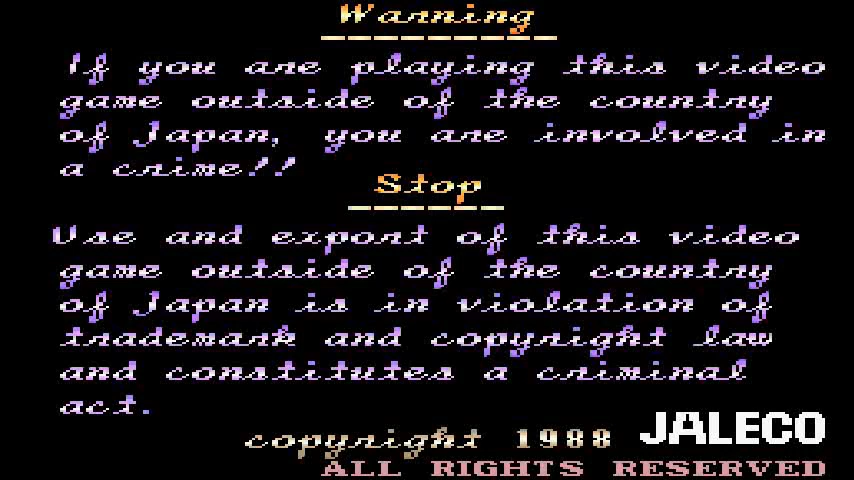 Warning
If you are playing this video
game outside of the country
of Japan, you are involved in
a crime!!
Stop
Use and export of this video
game outside of the country
of Japan is in violation of
trademark and copyright law
and constitutes a criminal
act.
copyright 1988 JALECO
ALL RIGHTS RESERVED